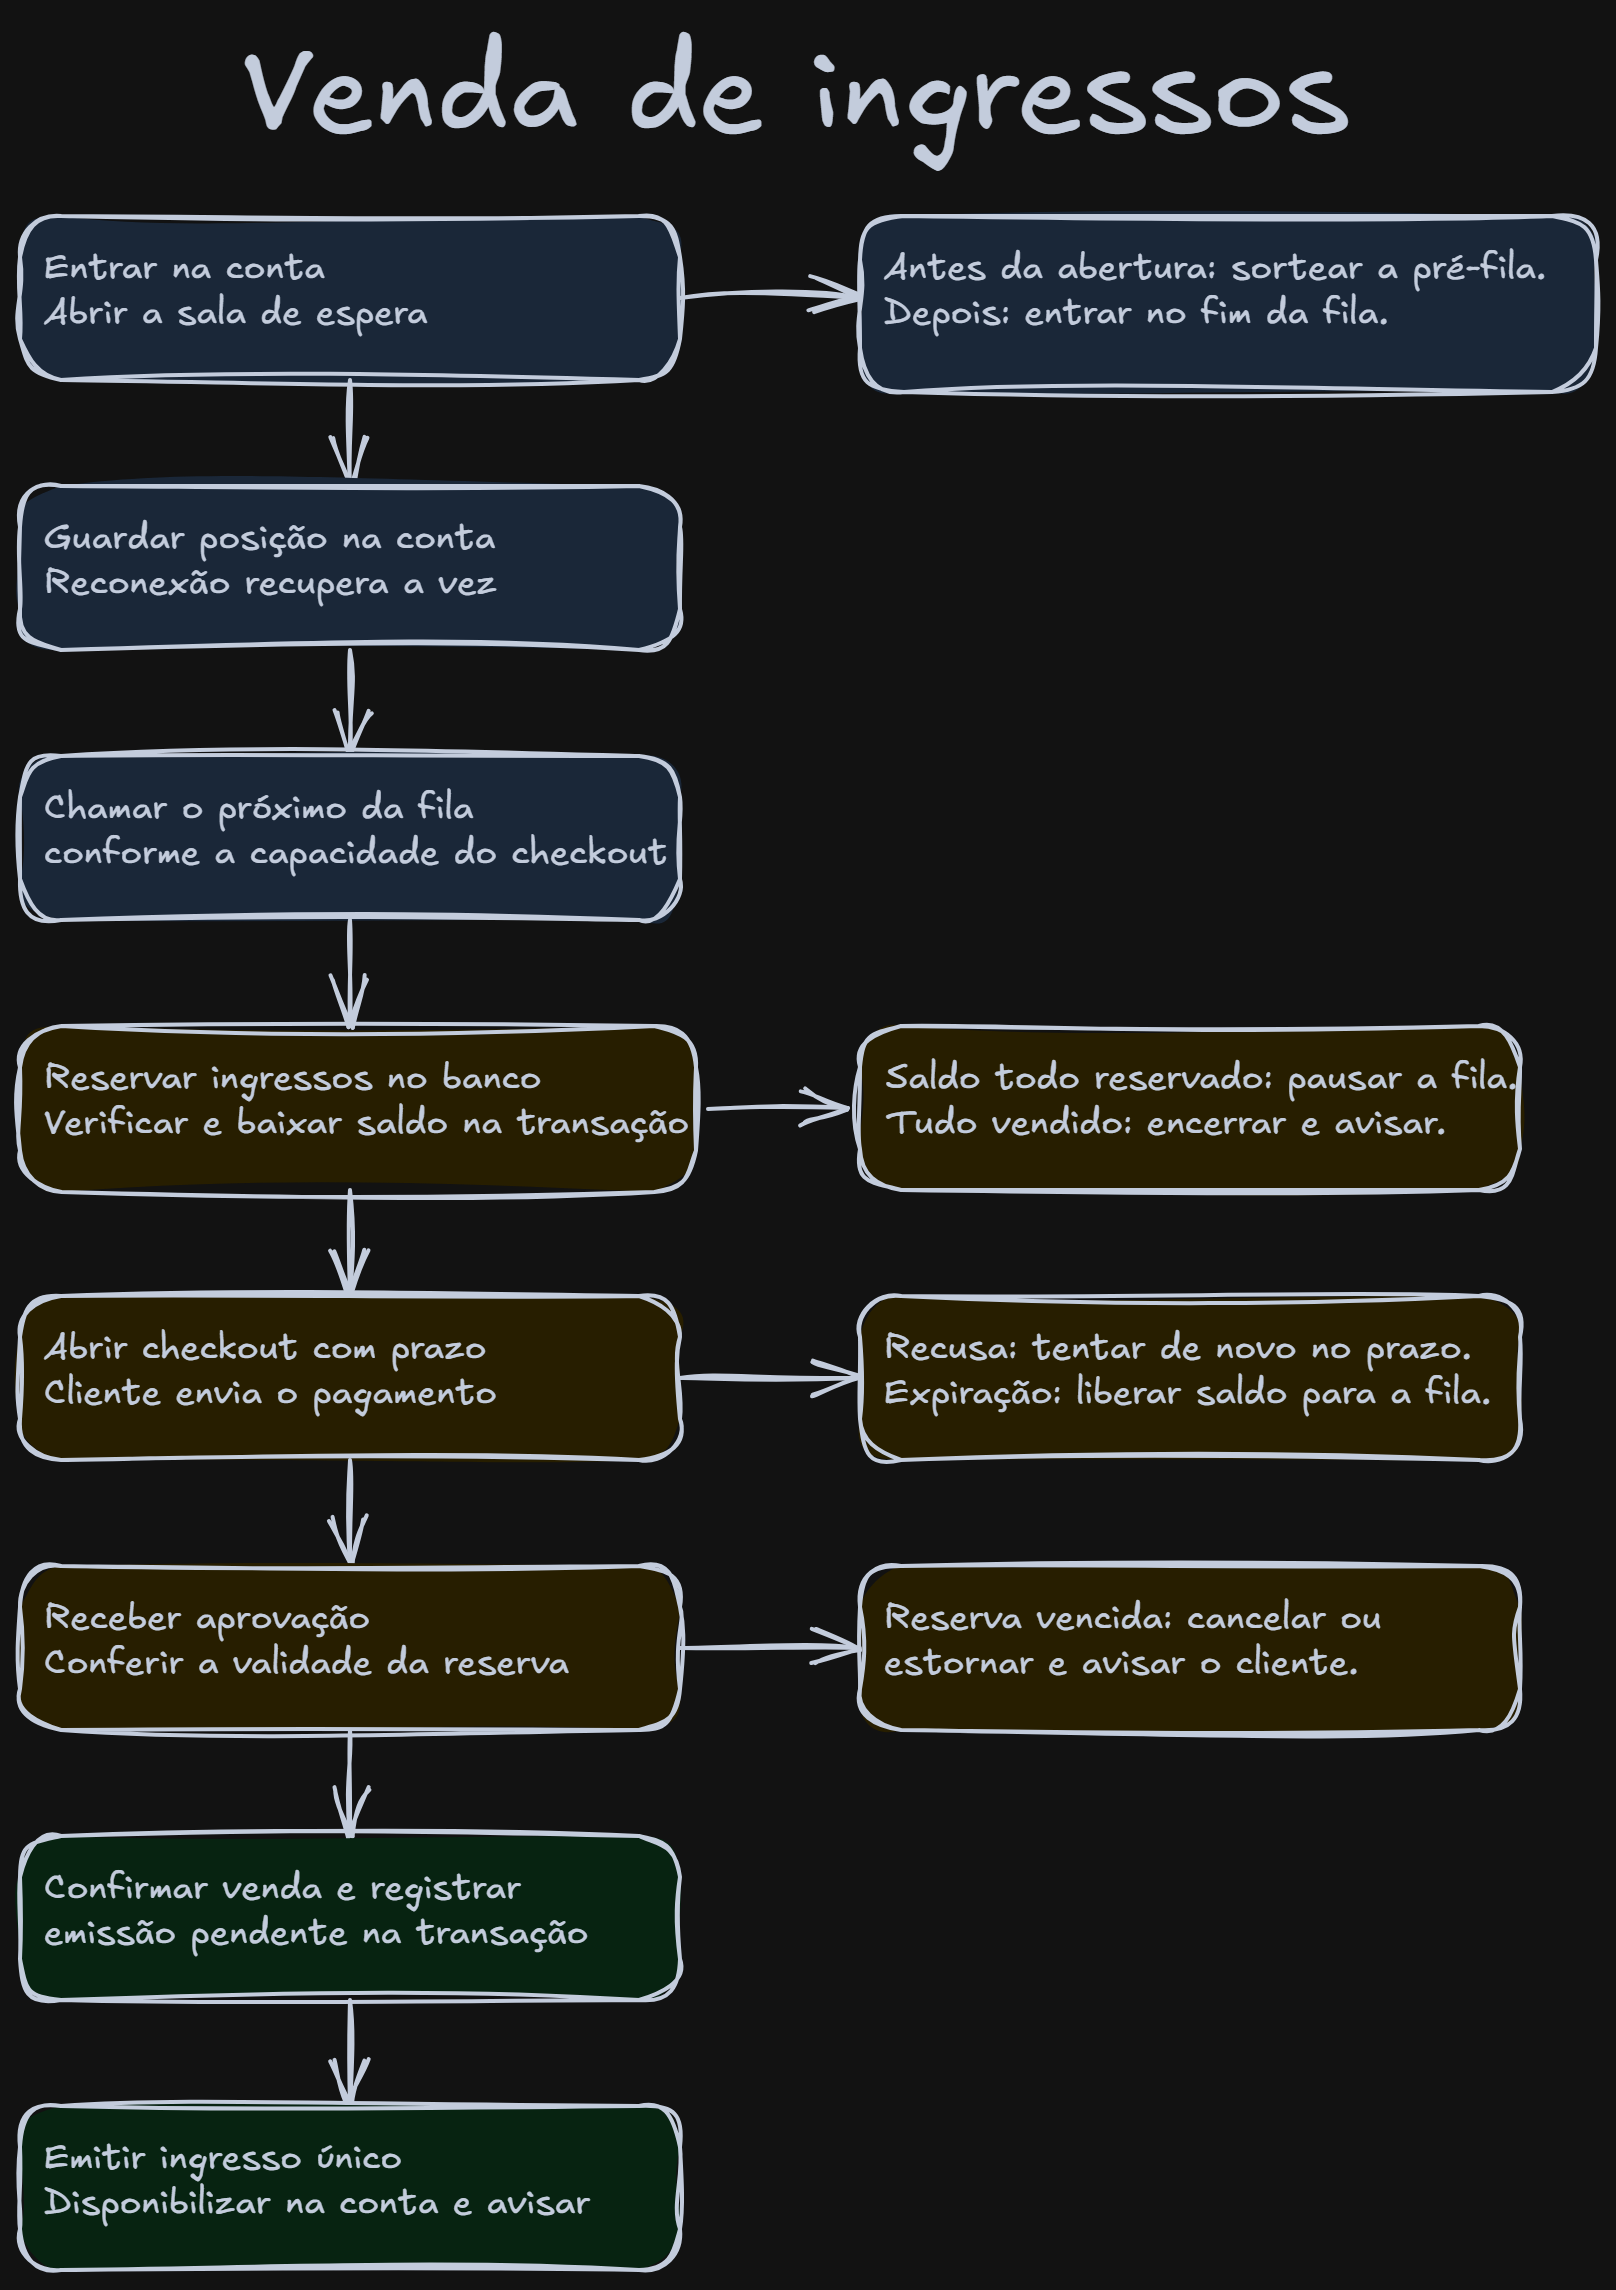 Venda de ingressos
Entrar na conta
Abrir a sala de espera
Antes da abertura: sortear a pré-fila.
Depois: entrar no fim da fila.
Guardar posição na conta
Reconexão recupera a vez
Chamar o próximo da fila
conforme a capacidade do checkout
Reservar ingressos no banco
Verificar e baixar saldo na transação
Saldo todo reservado: pausar a fila.
Tudo vendido: encerrar e avisar.
Abrir checkout com prazo
Cliente envia o pagamento
Recusa: tentar de novo no prazo.
Expiração: liberar saldo para a fila.
Receber aprovação
Conferir a validade da reserva
Reserva vencida: cancelar ou
estornar e avisar o cliente.
Confirmar venda e registrar
emissão pendente na transação
Emitir ingresso único
Disponibilizar na conta e avisar